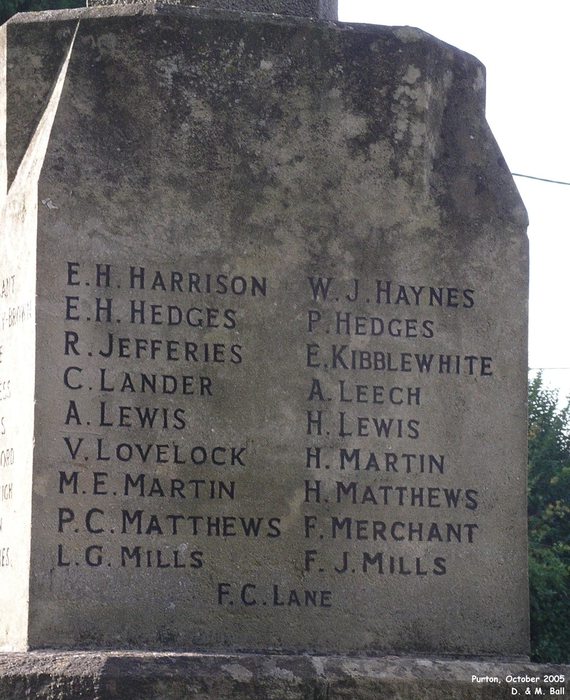 E.H. HARRISON W.J. HAYNES
E.H. HEDGES P. HEDGES
R. JEFFERIES E. KIBBLEWHITE
C. LANDER A. LEECH
A. LEWIS H. LEWIS
V. LOVELOCK H. MARTIN
M.E. MARTIN H. MATTHEWS
P.C. MATTHEWS F. MERCHANT
L.G. MILLS F.J. MILLS
F.C. LANE
Purton, October 2005
D. & M. Ball